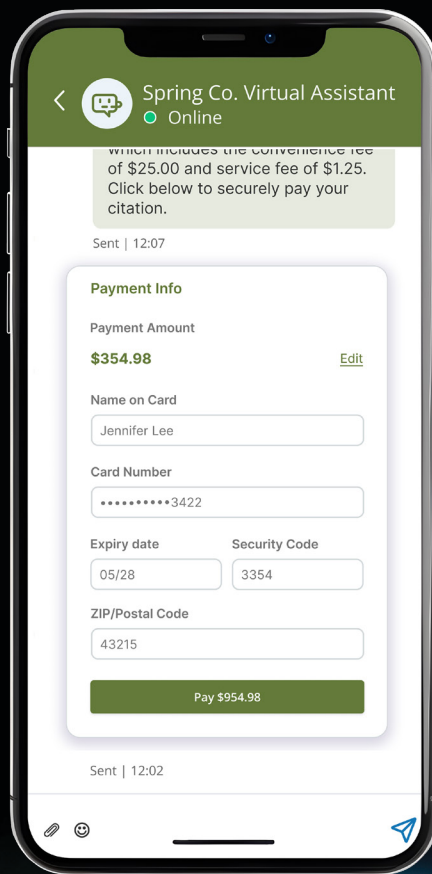 Spring Co. Virtual Assistant
Online
which includes the convenience fee
of $25.00 and service fee of $1.25.
Click below to securely pay your
citation.
Sent | 12:07
Payment Info
Payment Amount
$354.98 Edit
Name on Card
Jennifer Lee
Card Number
••••••••••3422
Expiry date Security Code
05/28 3354
ZIP/Postal Code
43215
Pay $954.98
Sent | 12:02